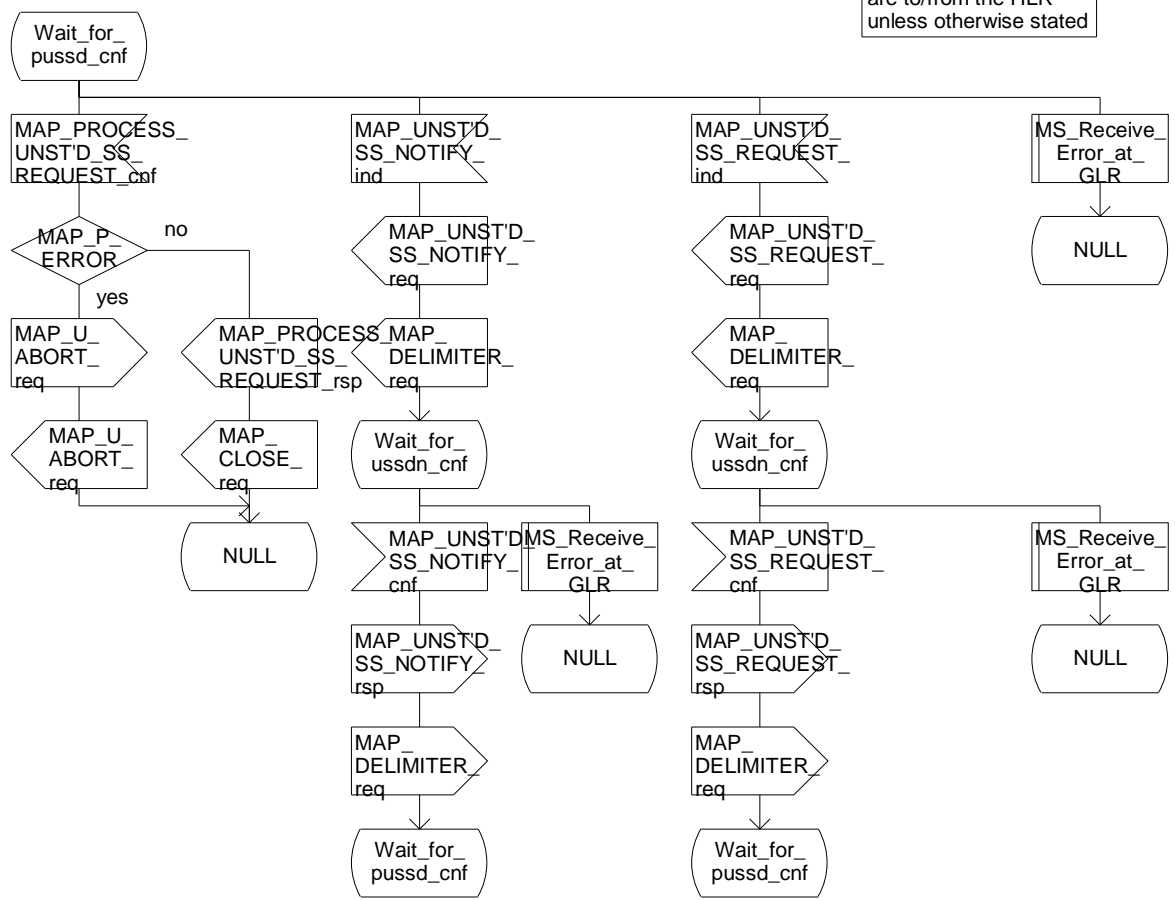 are to/from the HLR
unless otherwise stated
Wait_for_
pussd_cnf
MAP_PROCESS_
UNST'D_SS_
REQUEST_cnf
MAP_UNST'D_
SS_NOTIFY_
ind
MAP_UNST'D_
SS_REQUEST_
ind
MS_Receive_
Error_at_
GLR
MAP_P_
ERROR
no
yes
MAP_UNST'D_
SS_NOTIFY_
req
MAP_UNST'D_
SS_REQUEST_
req
NULL
MAP_U_
ABORT_
req
MAP_PROCESS_
UNST'D_SS_
REQUEST_rsp
MAP_
DELIMITER_
req
MAP_
DELIMITER_
req
MAP_U_
ABORT_
req
MAP_
CLOSE_
req
Wait_for_
ussdn_cnf
Wait_for_
ussdn_cnf
NULL
MAP_UNST'D_
SS_NOTIFY_
cnf
MS_Receive_
Error_at_
GLR
MAP_UNST'D_
SS_REQUEST_
cnf
MS_Receive_
Error_at_
GLR
MAP_UNST'D_
SS_NOTIFY_
rsp
NULL
MAP_UNST'D_
SS_REQUEST_
rsp
NULL
MAP_
DELIMITER_
req
MAP_
DELIMITER_
req
Wait_for_
pussd_cnf
Wait_for_
pussd_cnf